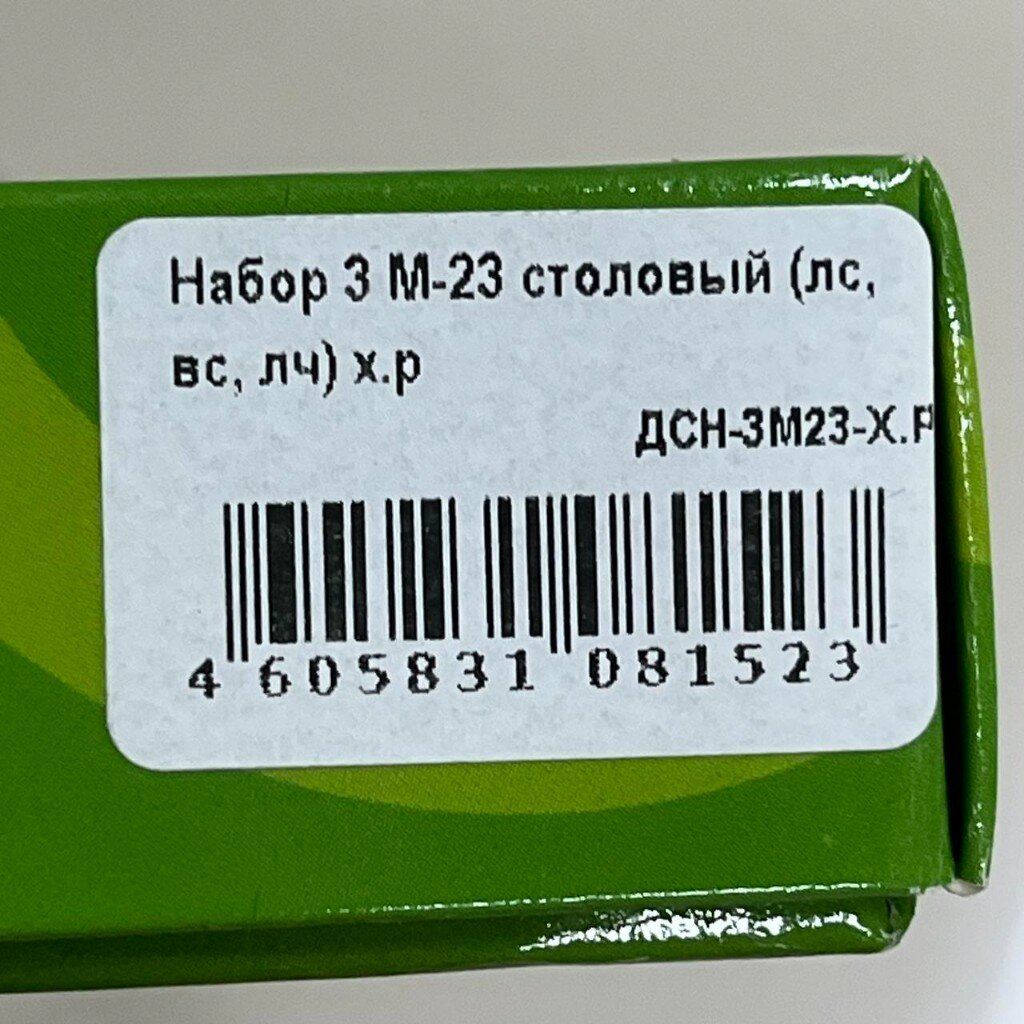 Набор 3 М-23 столовый (лс,
вс, лч) х.р
ДСН-3М23-Х.Р
4 605831 081523